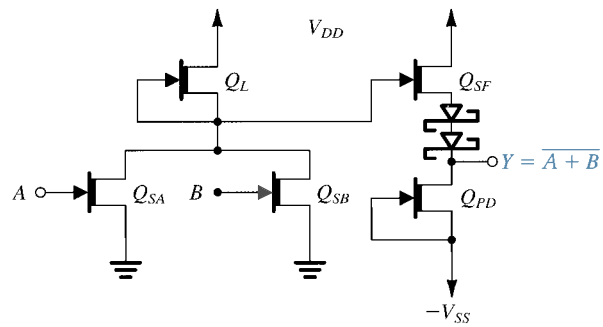 V_DD
Q_L
Q_SF
Y = \overline{A + B}
A
Q_SA
B
Q_SB
Q_PD
−V_SS